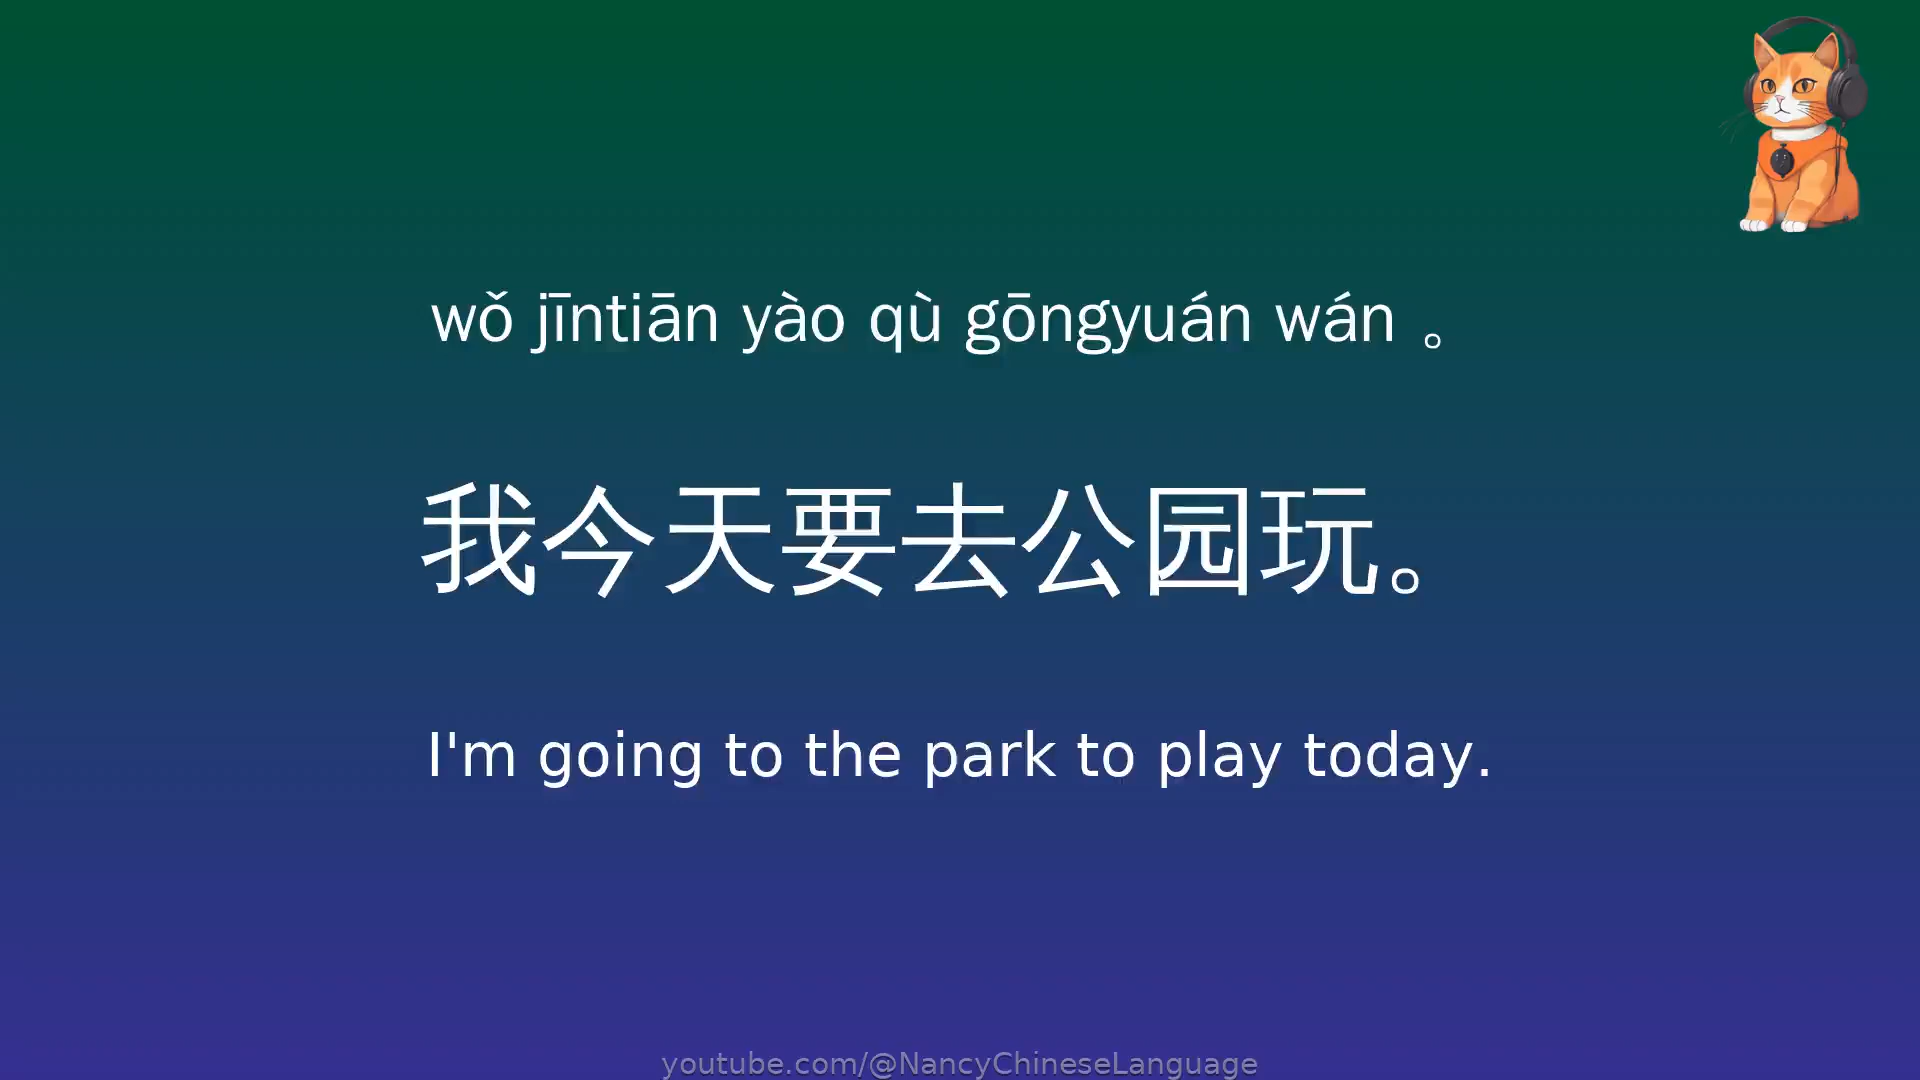 wǒ jīntiān yào qù gōngyuán wán 。
我今天要去公园玩。
I'm going to the park to play today.
youtube.com/@NancyChineseLanguage